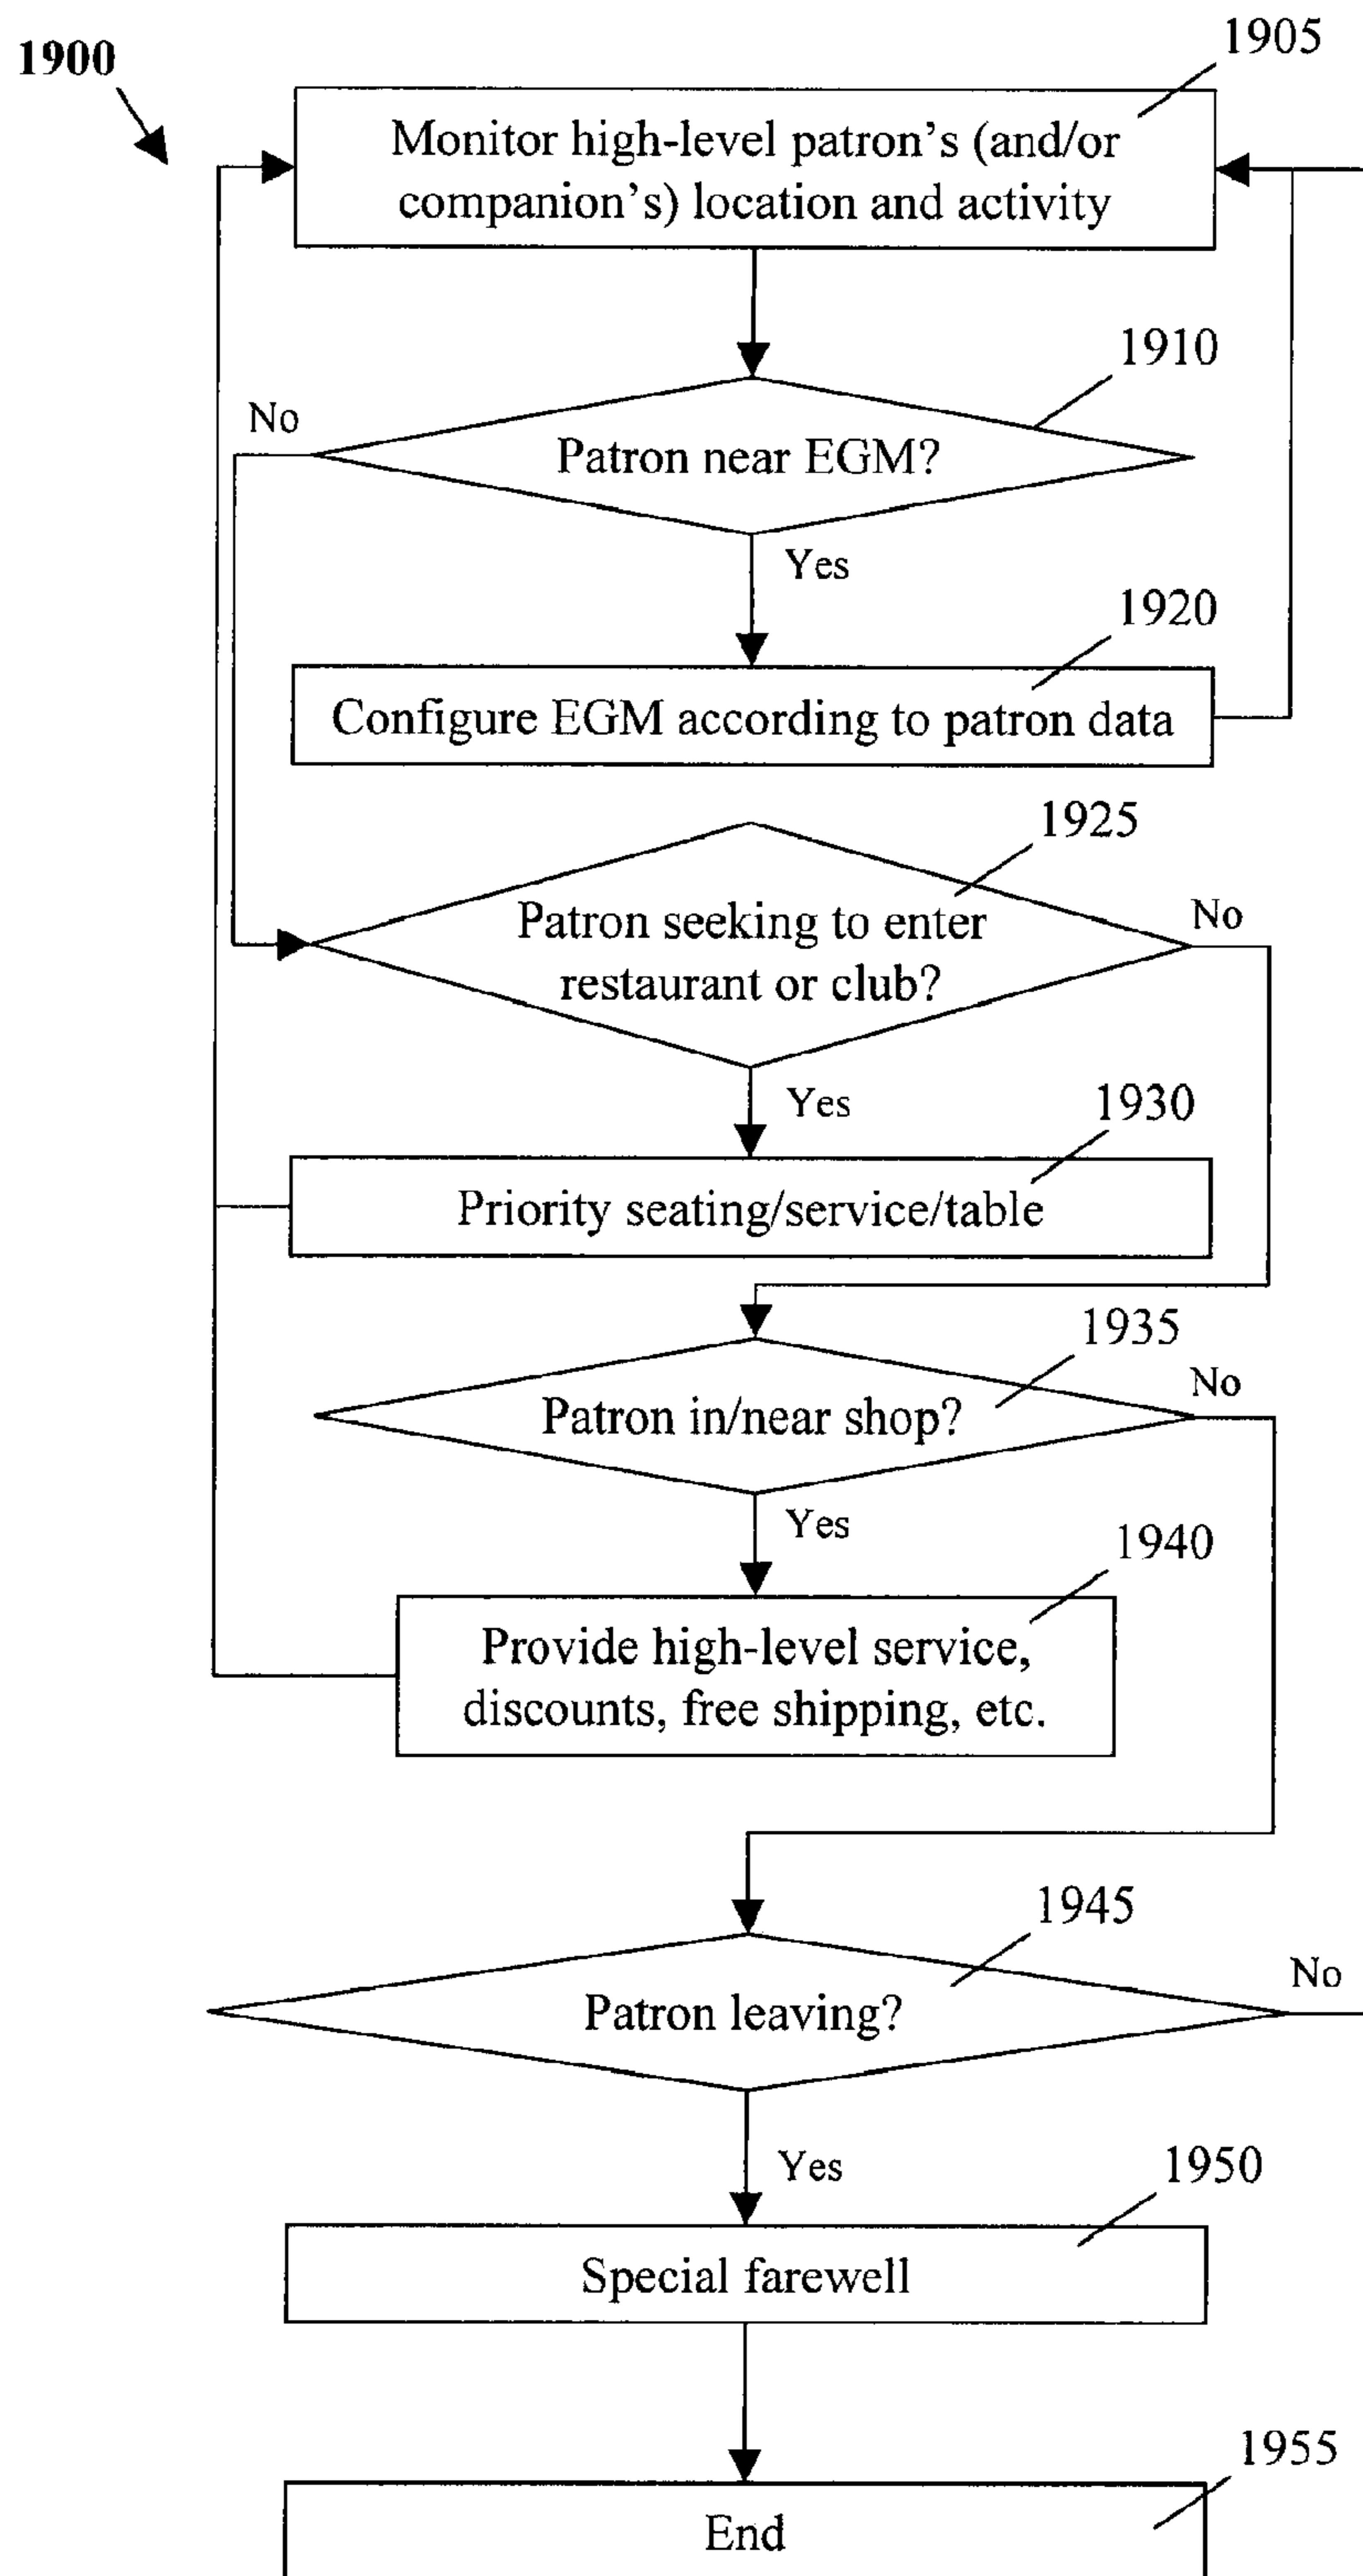 1905
1900
Monitor high-level patron's (and/or
companion's) location and activity
1910
No
Patron near EGM?
Yes
1920
Configure EGM according to patron data
1925
Patron seeking to enter
restaurant or club?
No
Yes
1930
Priority seating/service/table
1935
No
Patron in/near shop?
Yes
1940
Provide high-level service,
discounts, free shipping, etc.
1945
No
Patron leaving?
Yes
1950
Special farewell
1955
End